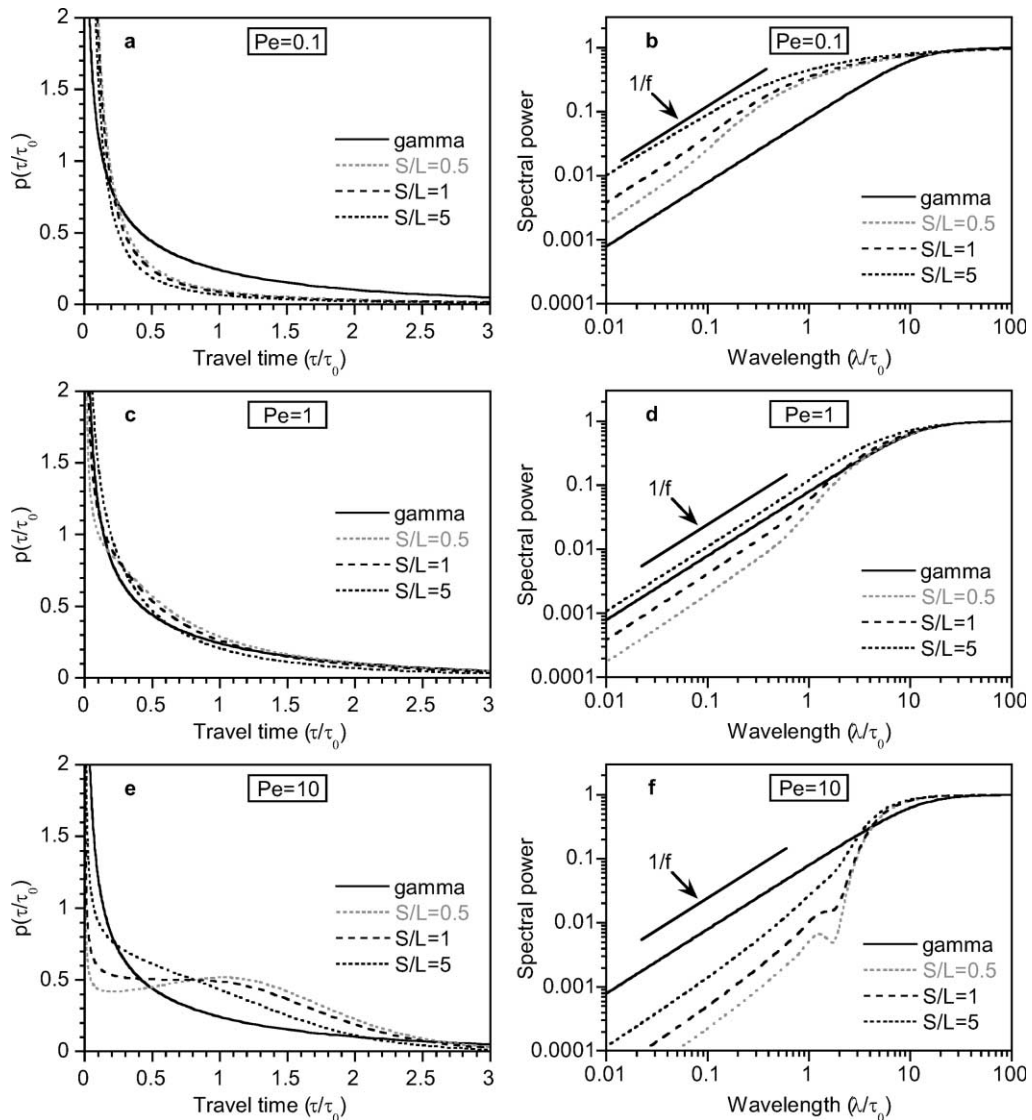 a
Pe=0.1
2
1.5
1
0.5
0
p(τ/τ0)
gamma
S/L=0.5
S/L=1
S/L=5
0 0.5 1 1.5 2 2.5 3
Travel time (τ/τ0)
b
Pe=0.1
1
0.1
0.01
0.001
0.0001
Spectral power
1/f
gamma
S/L=0.5
S/L=1
S/L=5
0.01 0.1 1 10 100
Wavelength (λ/τ0)
c
Pe=1
2
1.5
1
0.5
0
p(τ/τ0)
gamma
S/L=0.5
S/L=1
S/L=5
0 0.5 1 1.5 2 2.5 3
Travel time (τ/τ0)
d
Pe=1
1
0.1
0.01
0.001
0.0001
Spectral power
1/f
gamma
S/L=0.5
S/L=1
S/L=5
0.01 0.1 1 10 100
Wavelength (λ/τ0)
e
Pe=10
2
1.5
1
0.5
0
p(τ/τ0)
gamma
S/L=0.5
S/L=1
S/L=5
0 0.5 1 1.5 2 2.5 3
Travel time (τ/τ0)
f
Pe=10
1
0.1
0.01
0.001
0.0001
Spectral power
1/f
gamma
S/L=0.5
S/L=1
S/L=5
0.01 0.1 1 10 100
Wavelength (λ/τ0)